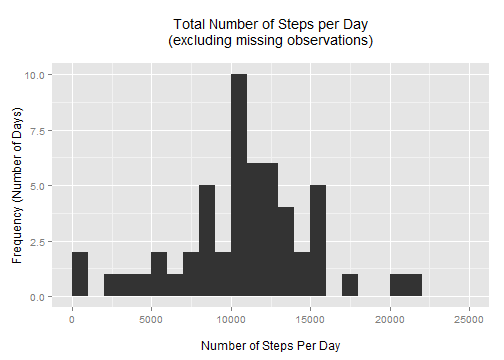 Total Number of Steps per Day
(excluding missing observations)
Frequency (Number of Days)
10.0
7.5
5.0
2.5
0.0
0 5000 10000 15000 20000 25000
Number of Steps Per Day